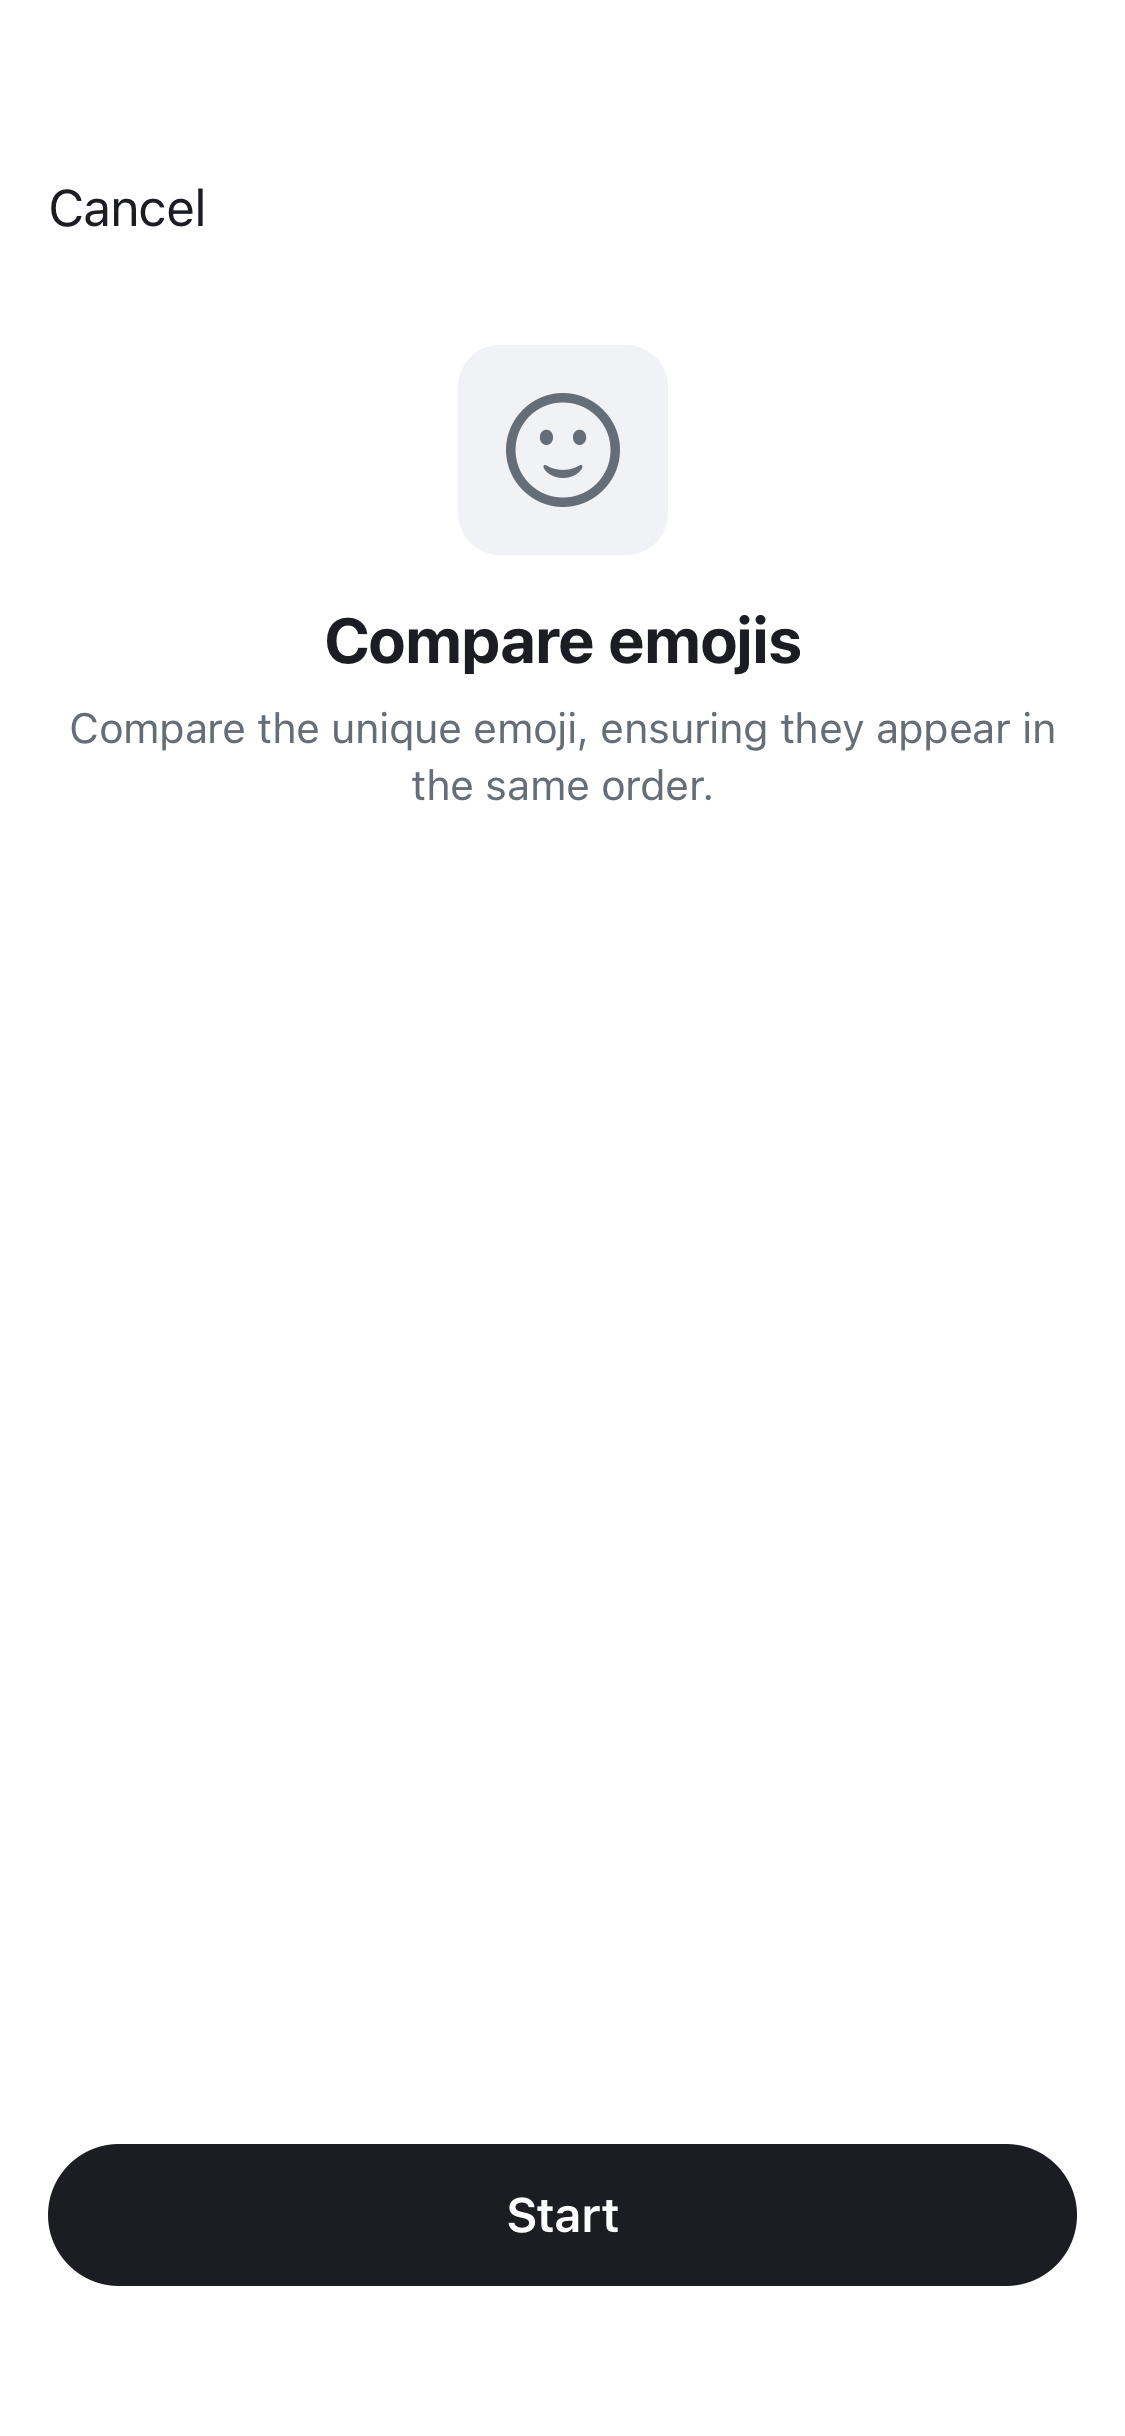 Cancel
Compare emojis
Compare the unique emoji, ensuring they appear in
the same order.
Start